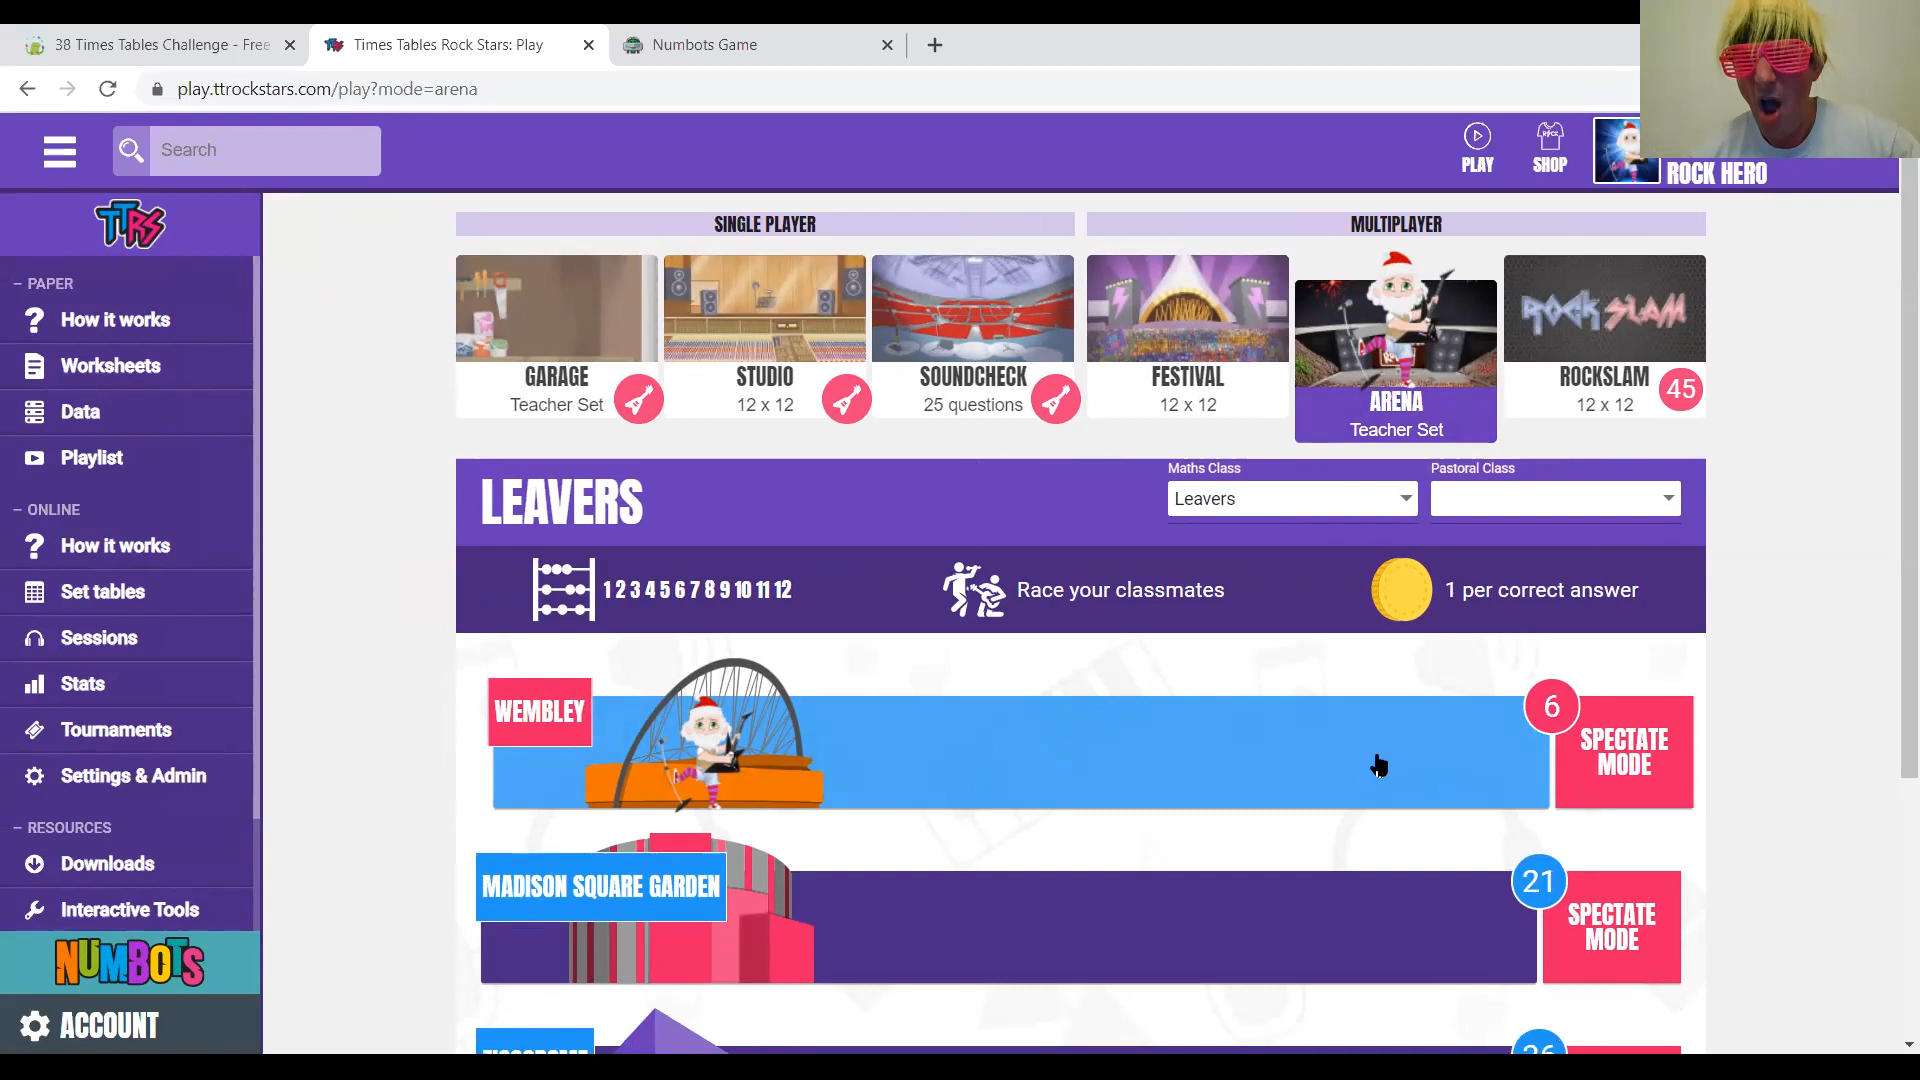 38 Times Tables Challenge - Free
Times Tables Rock Stars: Play
Numbots Game
play.ttrockstars.com/play?mode=arena
Search
PLAY
SHOP
ROCK HERO
TTRS
– PAPER
How it works
Worksheets
Data
Playlist
– ONLINE
How it works
Set tables
Sessions
Stats
Tournaments
Settings & Admin
– RESOURCES
Downloads
Interactive Tools
NUMBOTS
ACCOUNT
SINGLE PLAYER
MULTIPLAYER
GARAGE
Teacher Set
STUDIO
12 x 12
SOUNDCHECK
25 questions
FESTIVAL
12 x 12
ARENA
Teacher Set
ROCK SLAM
ROCKSLAM
12 x 12
45
LEAVERS
Maths Class
Leavers
Pastoral Class
1 2 3 4 5 6 7 8 9 10 11 12
Race your classmates
1 per correct answer
WEMBLEY
6
SPECTATE MODE
MADISON SQUARE GARDEN
21
SPECTATE MODE